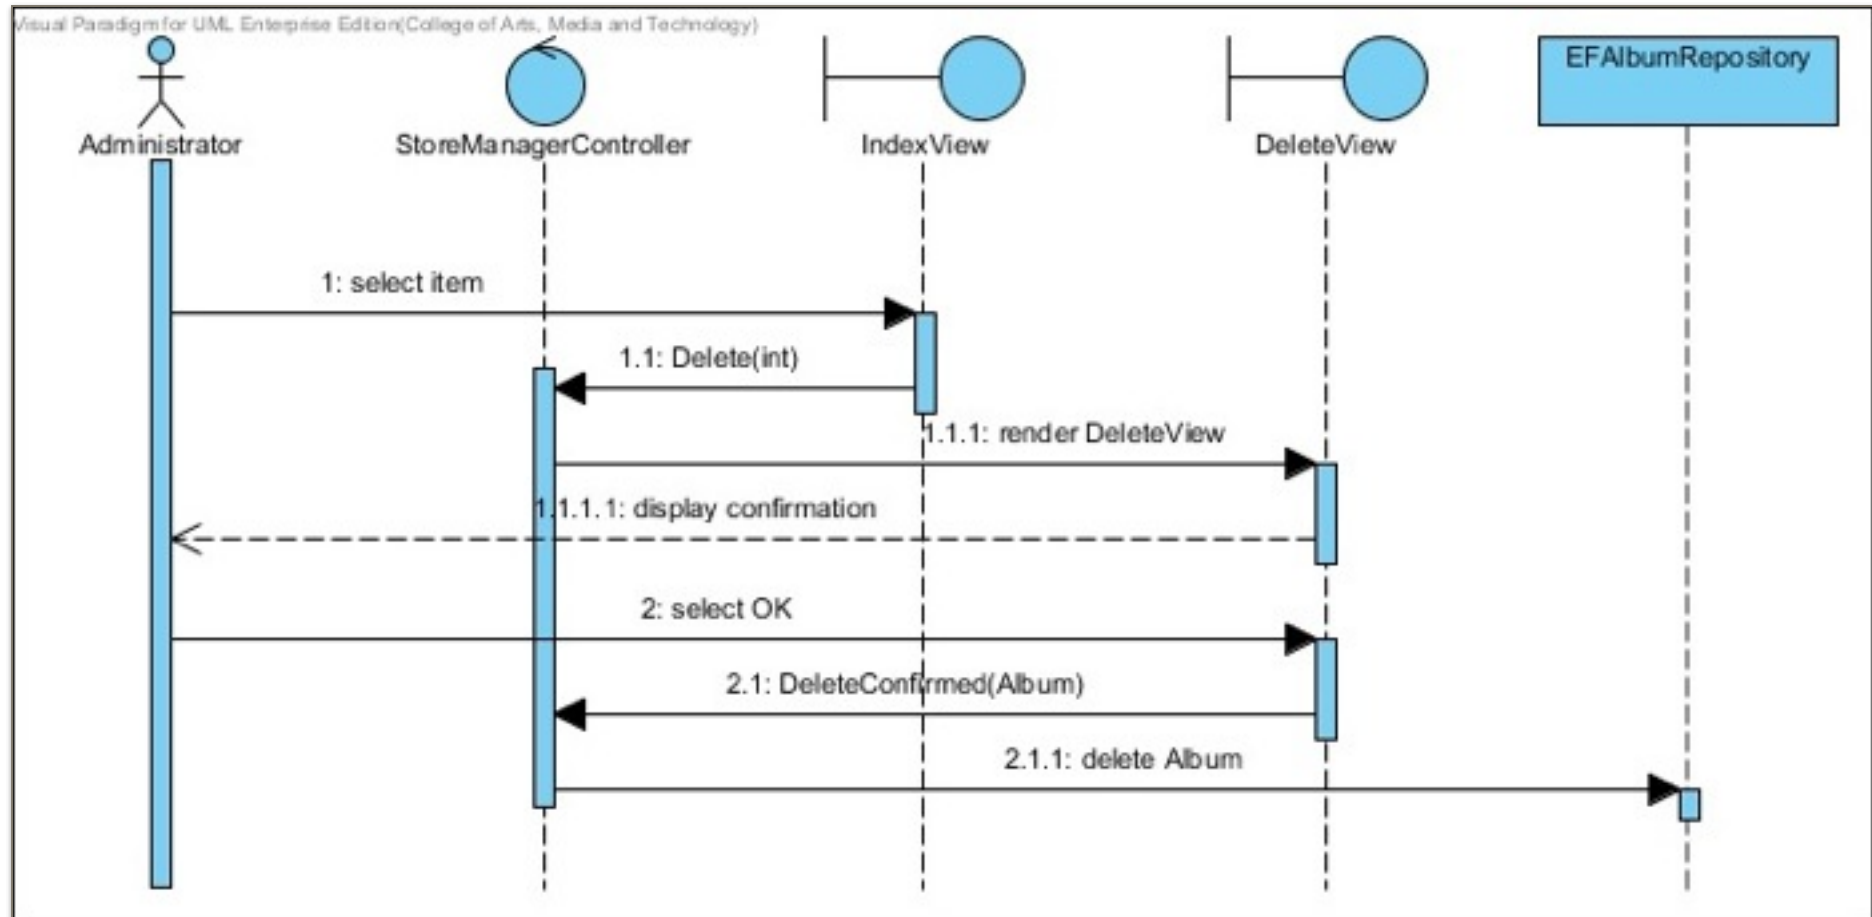 Visual Paradigm for UML Enterprise Edition(College of Arts, Media and Technology)
EFAlbumRepository
Administrator
StoreManagerController
IndexView
DeleteView
1: select item
1.1: Delete(int)
1.1.1: render DeleteView
1.1.1.1: display confirmation
2: select OK
2.1: DeleteConfirmed(Album)
2.1.1: delete Album